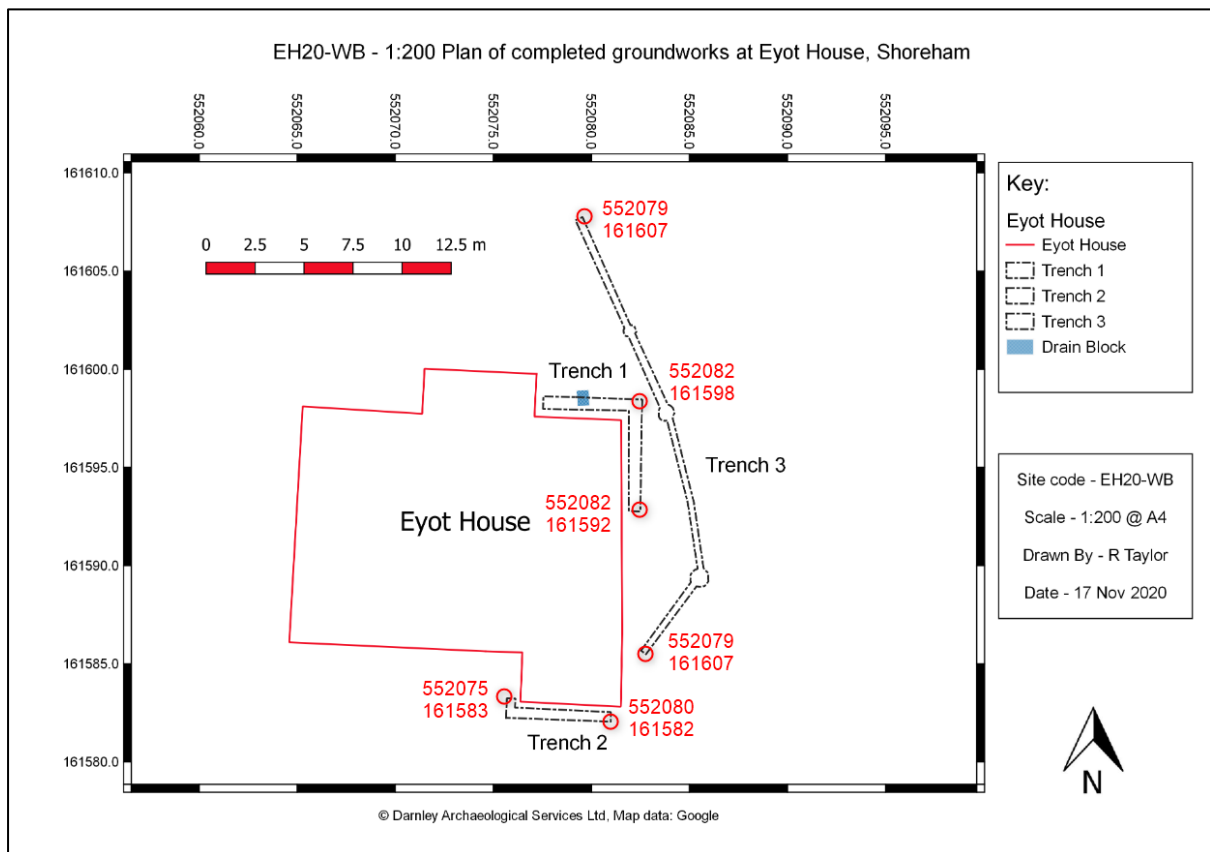 EH20-WB - 1:200 Plan of completed groundworks at Eyot House, Shoreham
552060.0
552065.0
552070.0
552075.0
552080.0
552085.0
552090.0
552095.0
161610.0
161605.0
161600.0
161595.0
161590.0
161585.0
161580.0
0 2.5 5 7.5 10 12.5 m
552079
161607
Trench 1
552082
161598
Trench 3
552082
161592
Eyot House
552079
161607
552075
161583
552080
161582
Trench 2
Key:
Eyot House
Eyot House
Trench 1
Trench 2
Trench 3
Drain Block
Site code - EH20-WB
Scale - 1:200 @ A4
Drawn By - R Taylor
Date - 17 Nov 2020
N
© Darnley Archaeological Services Ltd, Map data: Google